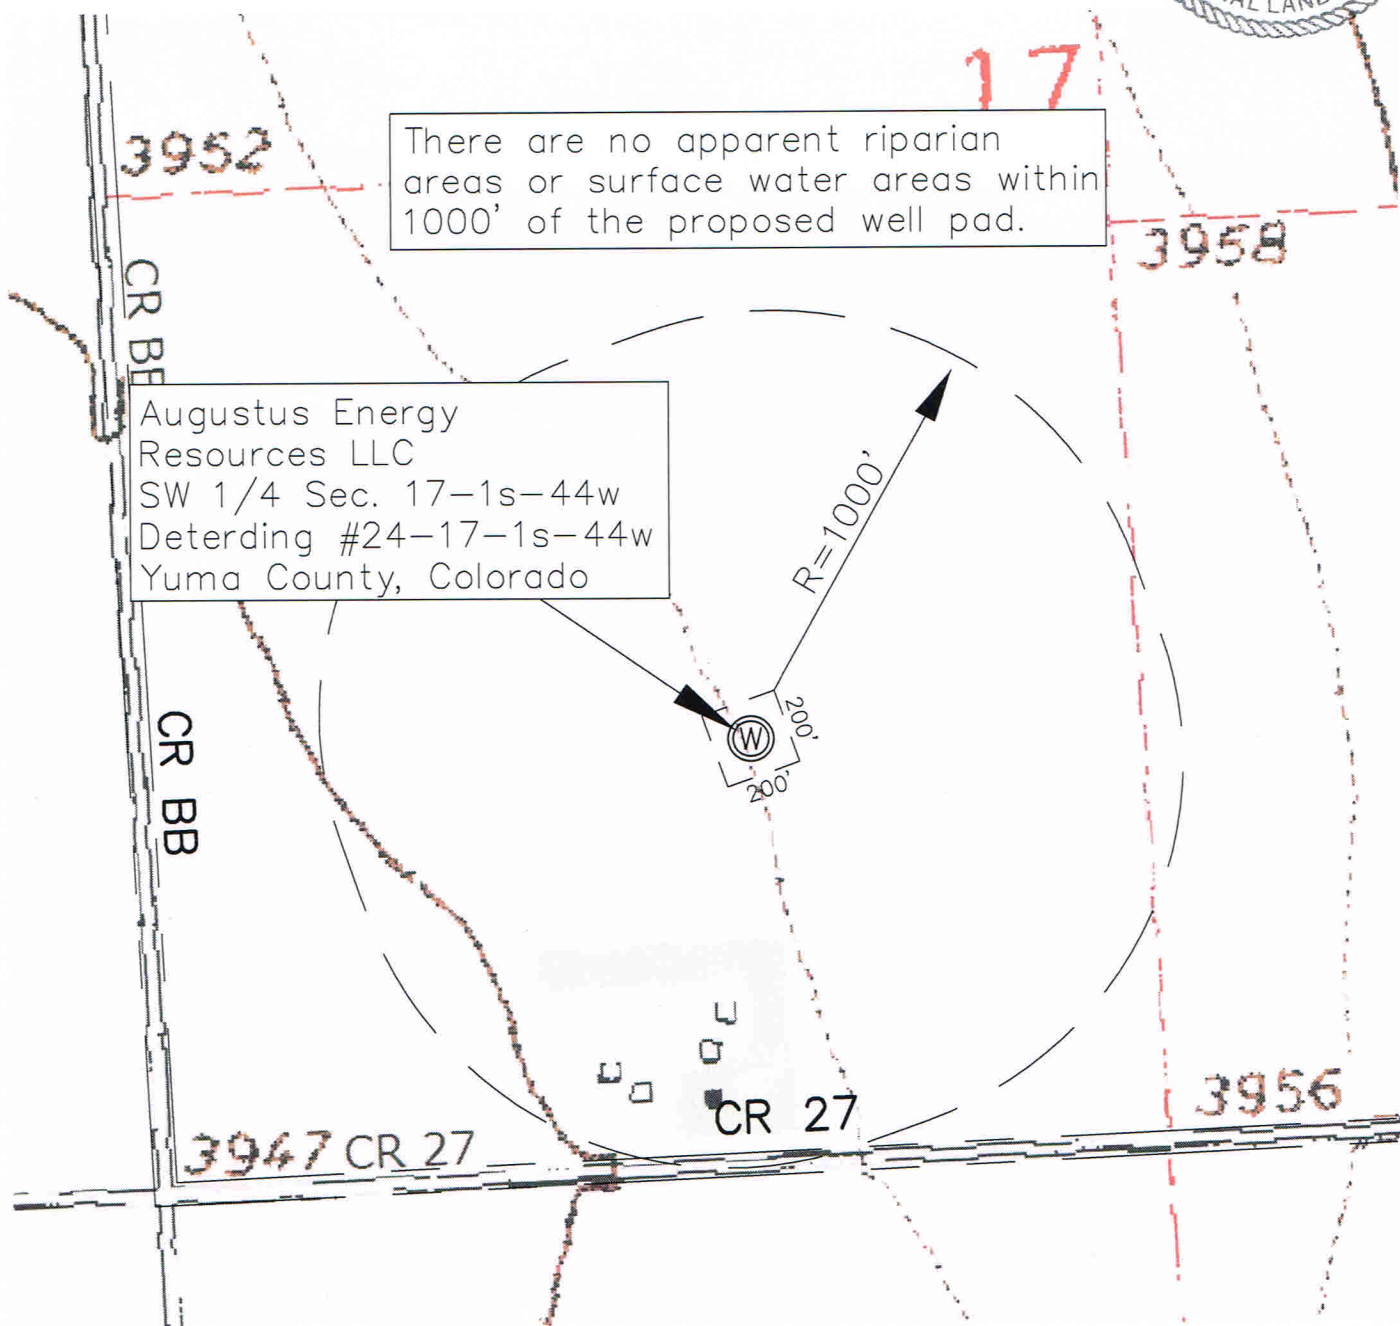 AL LAND
17
3952
There are no apparent riparian
areas or surface water areas within
1000' of the proposed well pad.
3958
CR BB
Augustus Energy
Resources LLC
SW 1/4 Sec. 17-1s-44w
Deterding #24-17-1s-44w
Yuma County, Colorado
R=1000'
W
200'
200'
CR BB
CR 27
3956
3947 CR 27